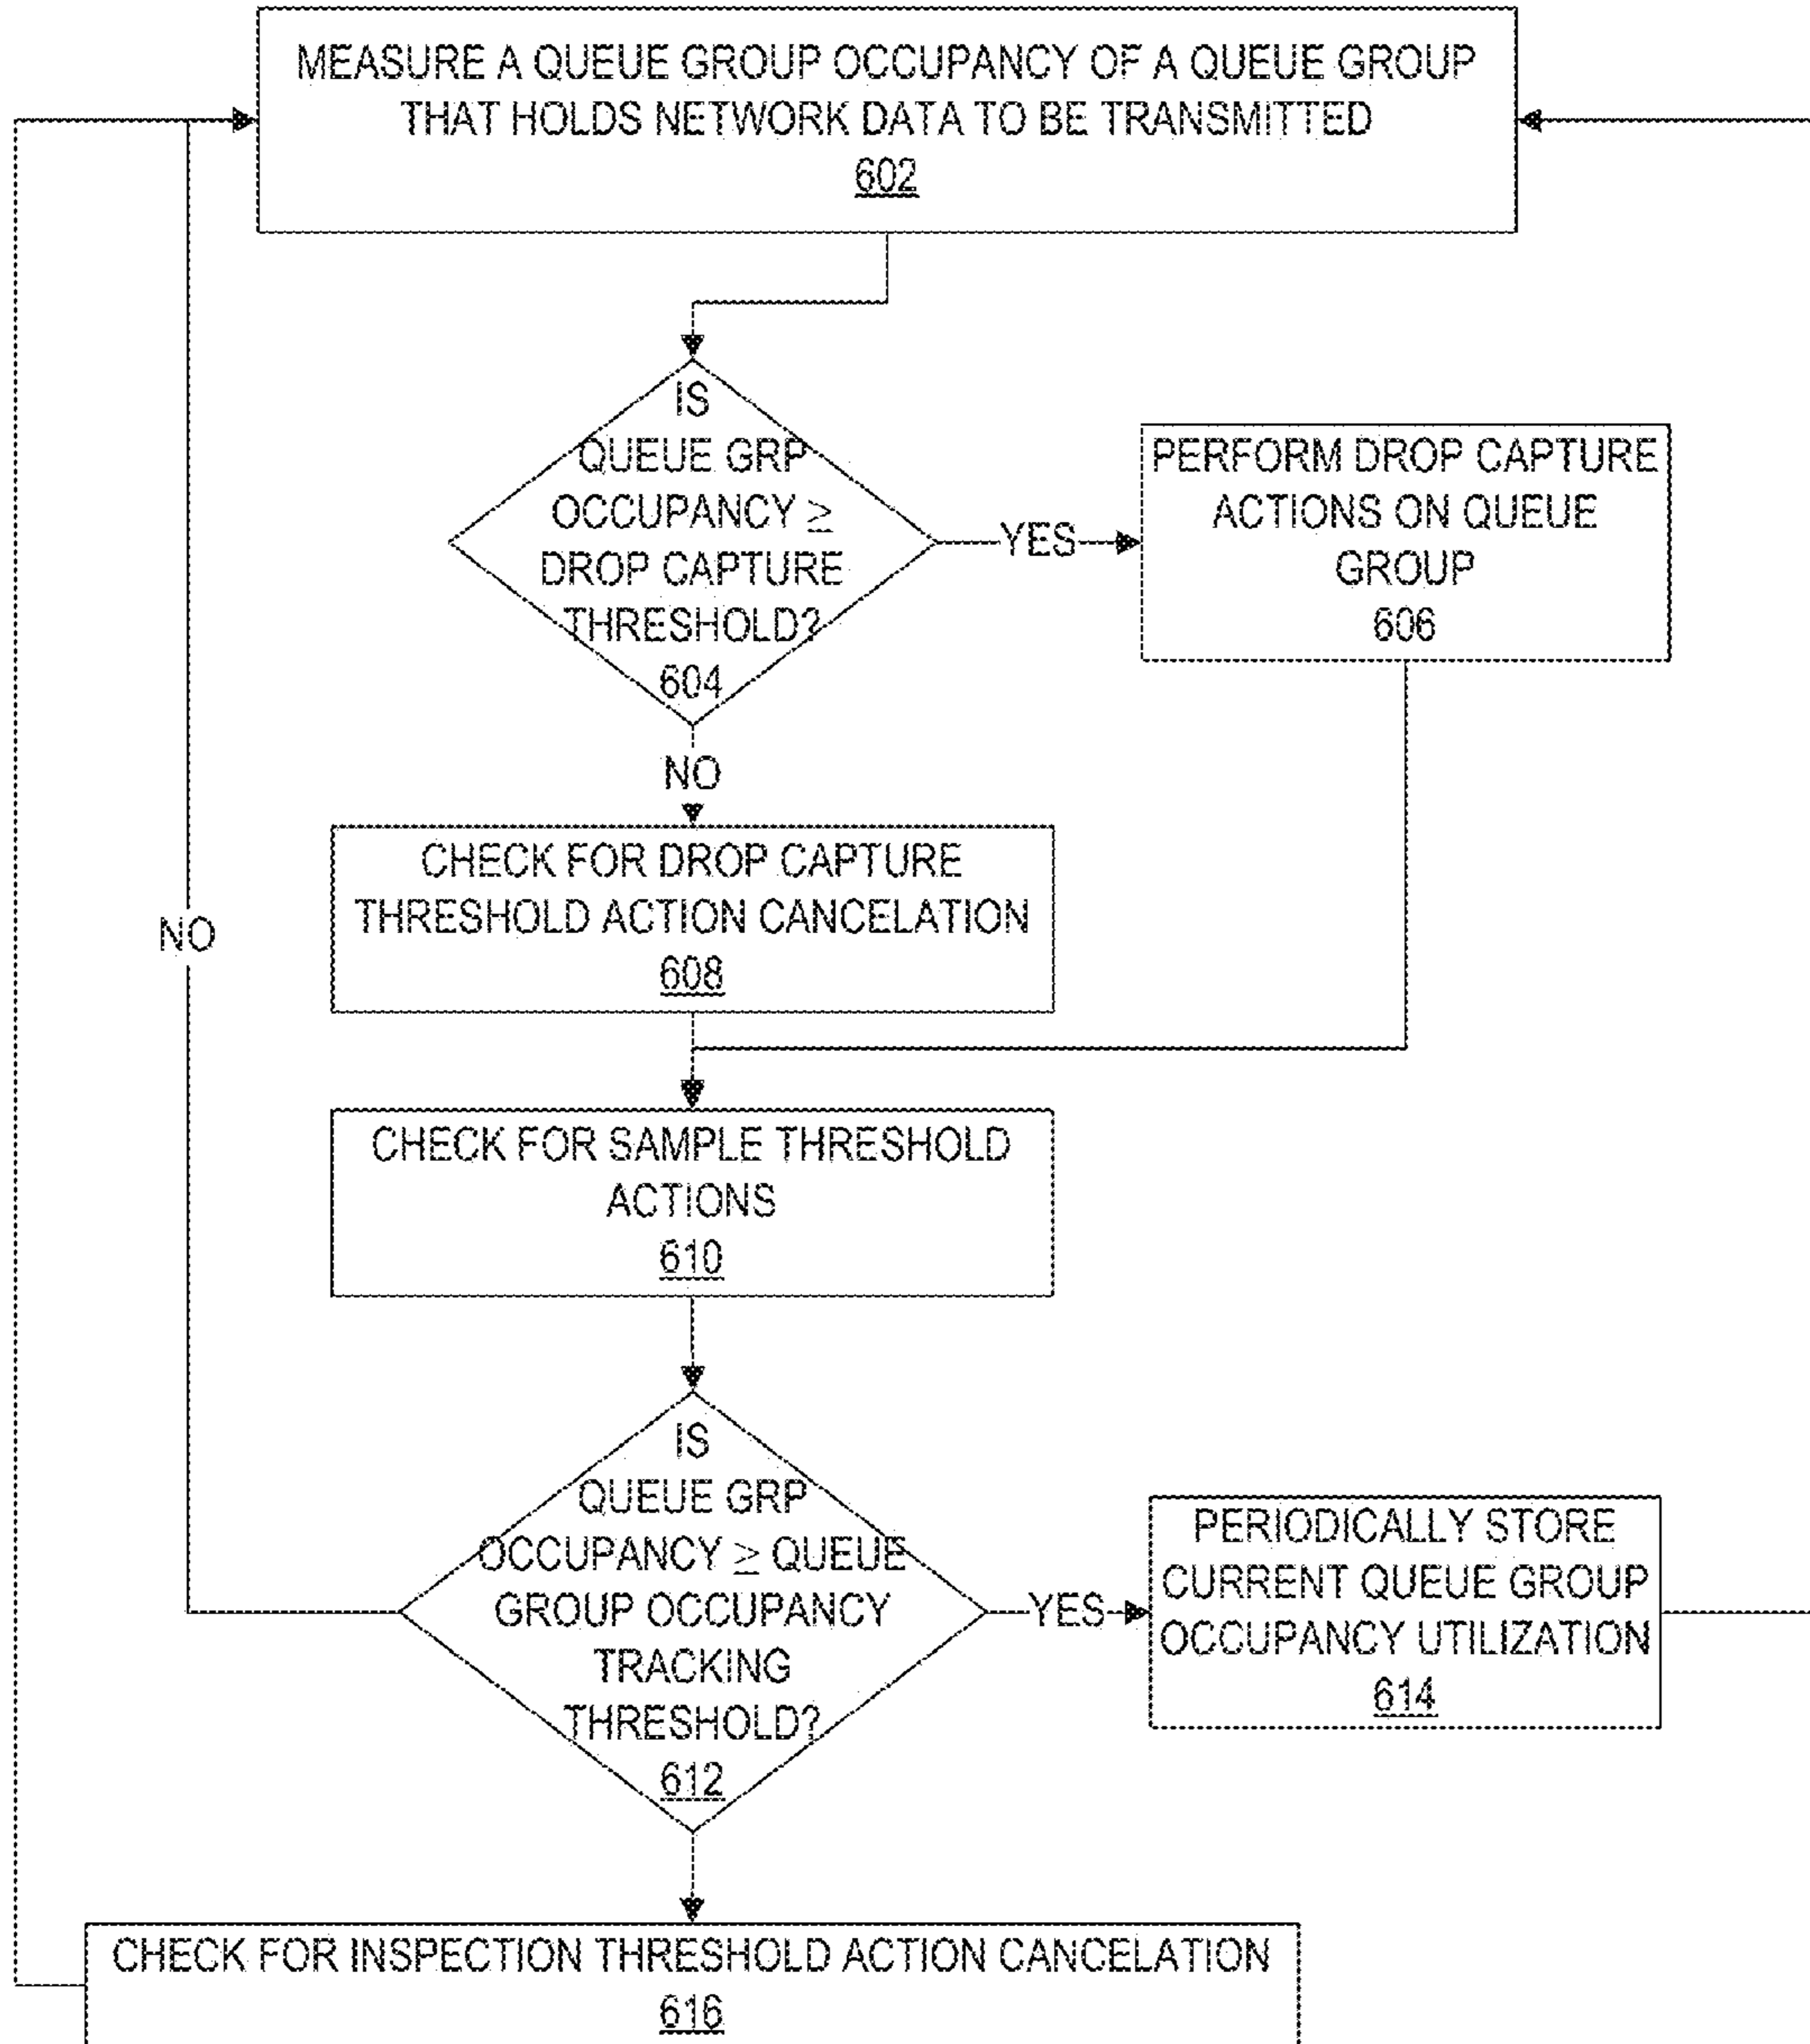 MEASURE A QUEUE GROUP OCCUPANCY OF A QUEUE GROUP
THAT HOLDS NETWORK DATA TO BE TRANSMITTED
602
IS
QUEUE GRP
OCCUPANCY ≥
DROP CAPTURE
THRESHOLD?
604
YES
PERFORM DROP CAPTURE
ACTIONS ON QUEUE
GROUP
606
NO
CHECK FOR DROP CAPTURE
THRESHOLD ACTION CANCELATION
608
NO
CHECK FOR SAMPLE THRESHOLD
ACTIONS
610
IS
QUEUE GRP
OCCUPANCY ≥ QUEUE
GROUP OCCUPANCY
TRACKING
THRESHOLD?
612
YES
PERIODICALLY STORE
CURRENT QUEUE GROUP
OCCUPANCY UTILIZATION
614
CHECK FOR INSPECTION THRESHOLD ACTION CANCELATION
616